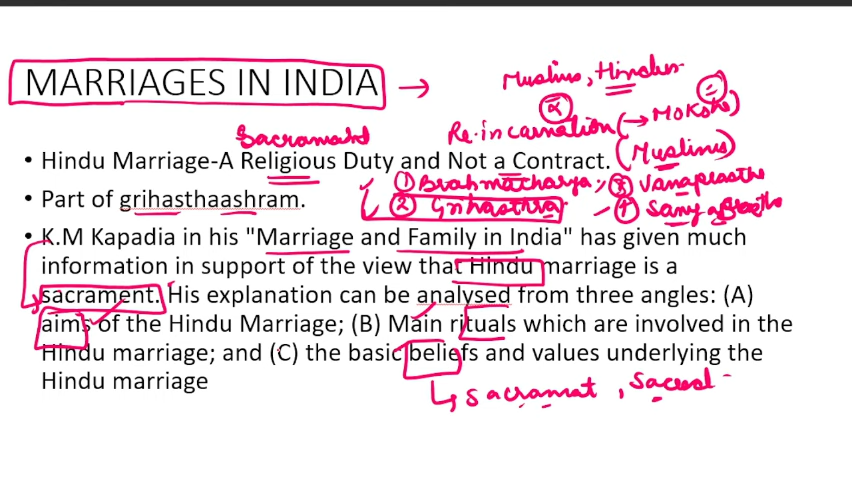 MARRIAGES IN INDIA →
Muslims, Hindus
Re-incarnation (→ Moksha)
Sacramental
(Muslims)
• Hindu Marriage-A Religious Duty and Not a Contract.
① Brahmacharya, ③ Vanaprastha
• Part of grihasthaashram.
② Grihastha
④
• K.M Kapadia in his "Marriage and Family in India" has given much
information in support of the view that Hindu marriage is a
sacrament. His explanation can be analysed from three angles: (A)
aims of the Hindu Marriage; (B) Main rituals which are involved in the
Hindu marriage; and (C) the basic beliefs and values underlying the
Hindu marriage
Sacramat, Sacred